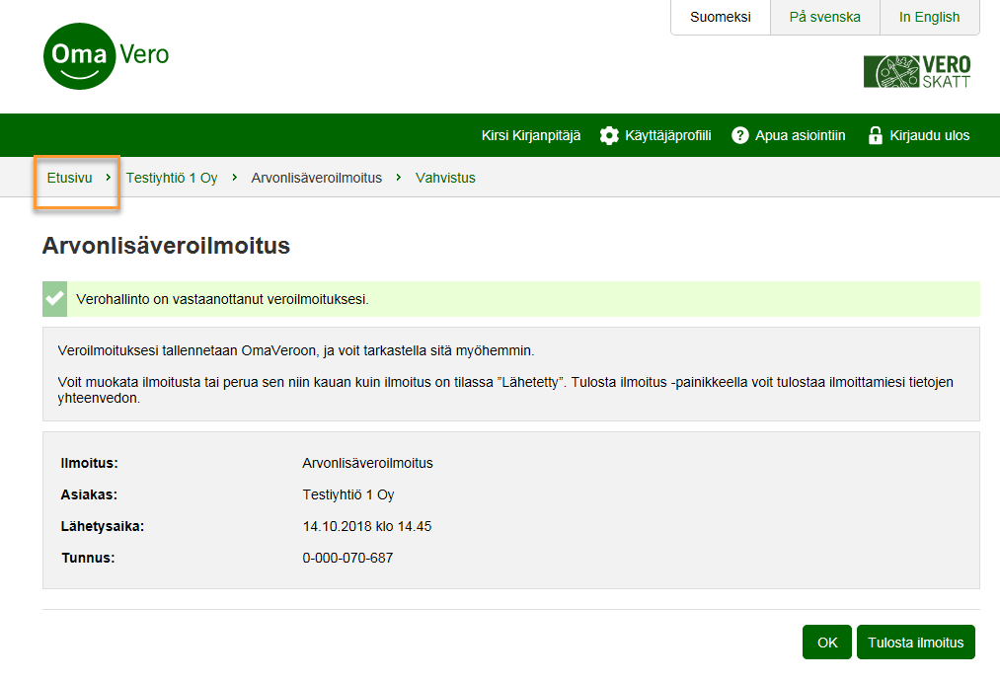 Suomeksi På svenska In English
Oma Vero
VERO
SKATT
Kirsi Kirjanpitäjä Käyttäjäprofiili ? Apua asiointiin Kirjaudu ulos
Etusivu › Testiyhtiö 1 Oy › Arvonlisäveroilmoitus › Vahvistus
Arvonlisäveroilmoitus
Verohallinto on vastaanottanut veroilmoituksesi.
Veroilmoituksesi tallennetaan OmaVeroon, ja voit tarkastella sitä myöhemmin.
Voit muokata ilmoitusta tai perua sen niin kauan kuin ilmoitus on tilassa ”Lähetetty”. Tulosta ilmoitus -painikkeella voit tulostaa ilmoittamiesi tietojen
yhteenvedon.
Ilmoitus: Arvonlisäveroilmoitus
Asiakas: Testiyhtiö 1 Oy
Lähetysaika: 14.10.2018 klo 14.45
Tunnus: 0-000-070-687
OK Tulosta ilmoitus